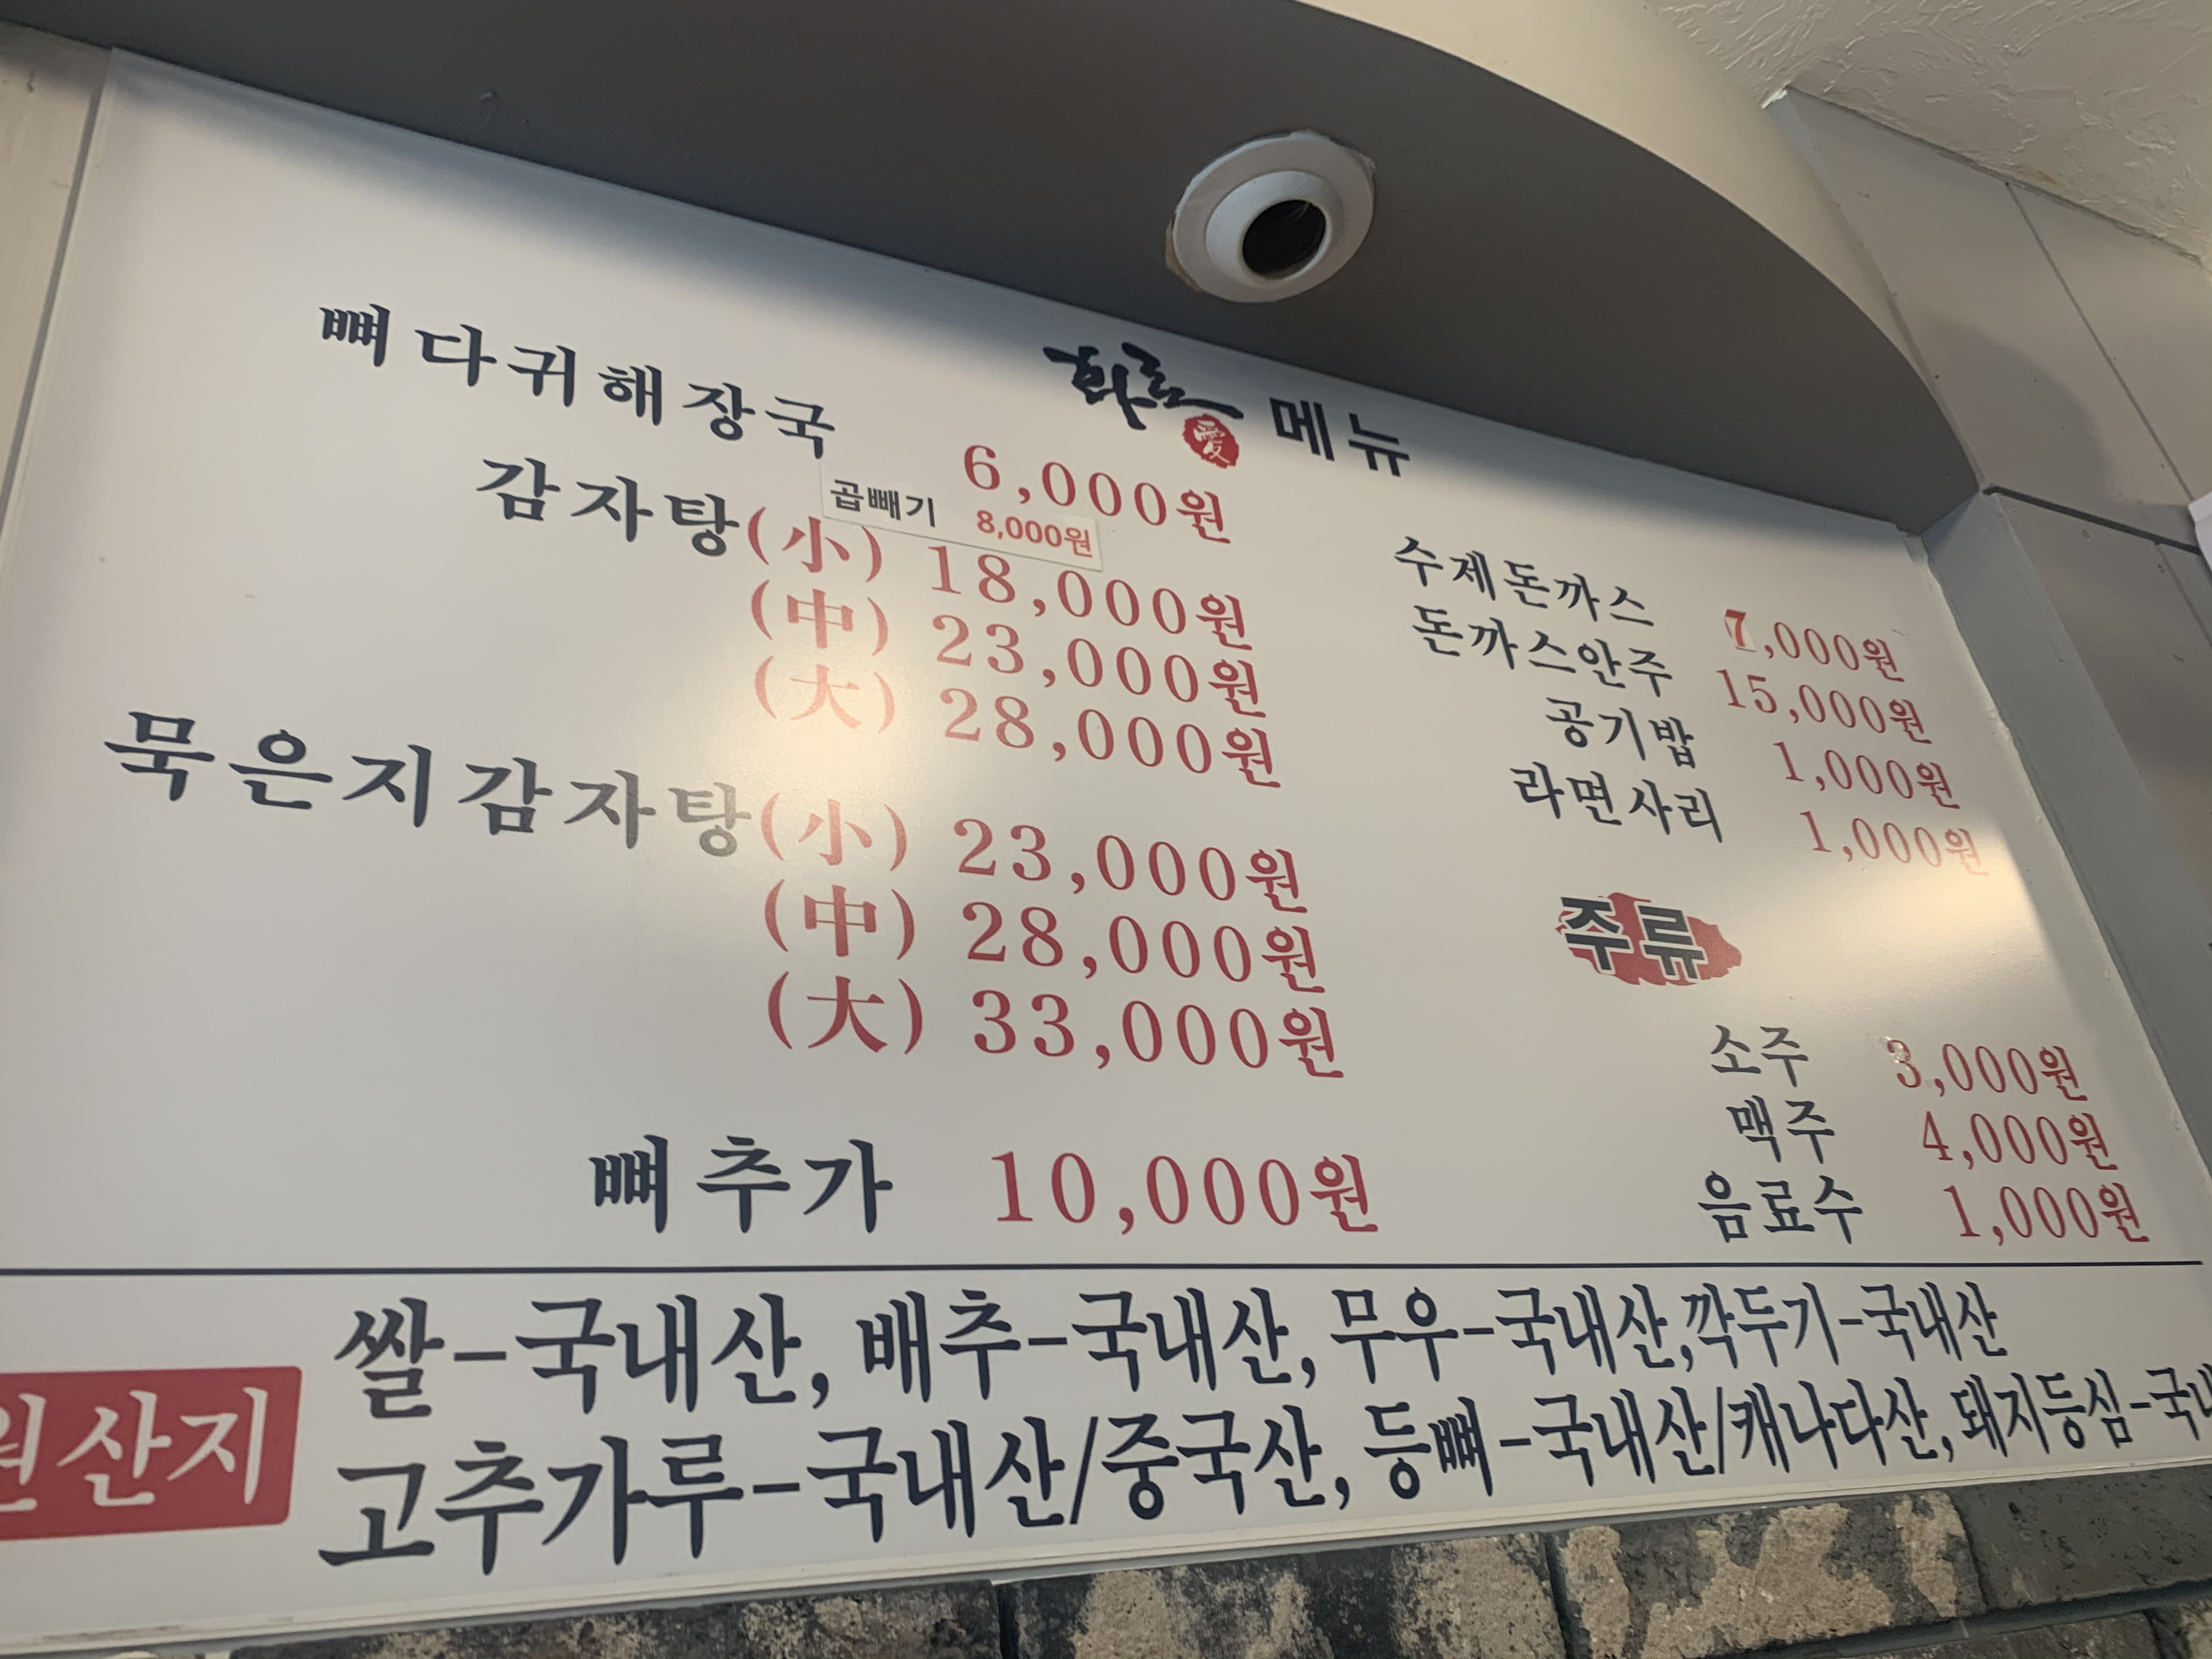 화로愛 메뉴
뼈다귀해장국 6,000원
곱빼기 8,000원
감자탕(小) 18,000원
(中) 23,000원
(大) 28,000원
묵은지감자탕(小) 23,000원
(中) 28,000원
(大) 33,000원
뼈추가 10,000원
수제돈까스 7,000원
돈까스안주 15,000원
공기밥 1,000원
라면사리 1,000원
주류
소주 3,000원
맥주 4,000원
음료수 1,000원
원산지
쌀-국내산, 배추-국내산, 무우-국내산,깍두기-국내산
고추가루-국내산/중국산, 등뼈-국내산/캐나다산,돼지등심-국내